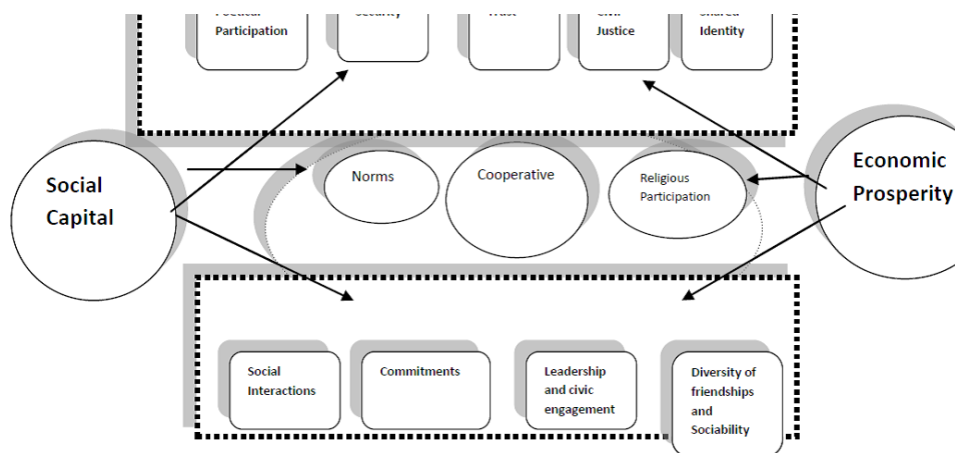 Security
Trust
Civil
Shared
Participation
Justice
Identity
Social
Capital
Norms
Cooperative
Religious
Participation
Economic
Prosperity
Social
Interactions
Commitments
Leadership
and civic
engagement
Diversity of
friendships
and
Sociability